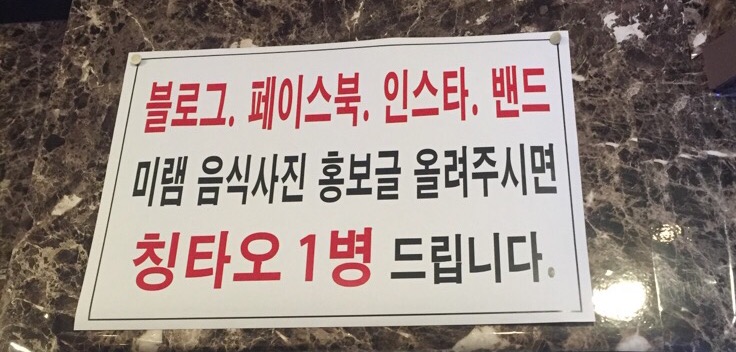 블로그. 페이스북. 인스타. 밴드
미램 음식사진 홍보글 올려주시면
칭타오 1병 드립니다.